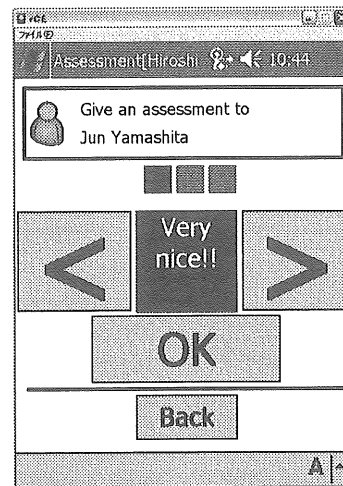 ファイル(F)
Assessment[Hiroshi 10:44
Give an assessment to
Jun Yamashita
<
Very
nice!!
>
OK
Back
A